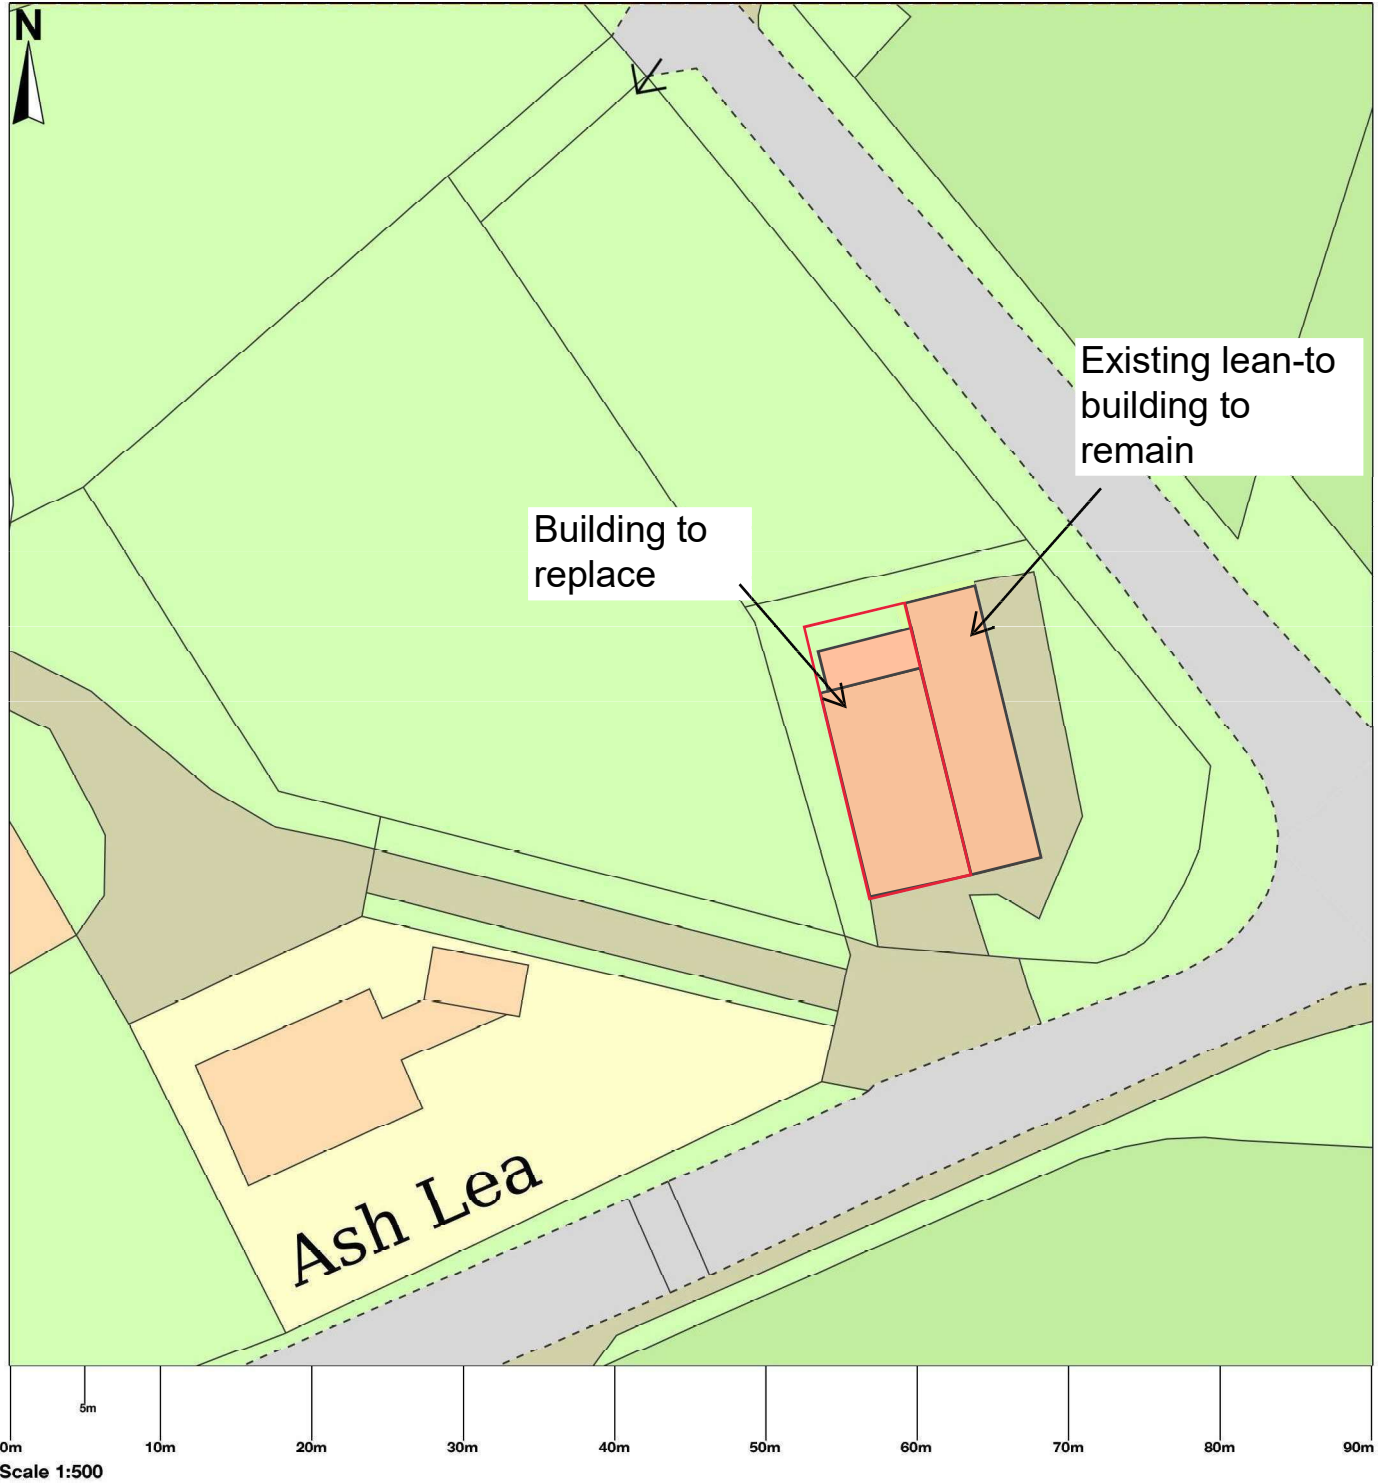 N
Existing lean-to
building to
remain
Building to
replace
Ash Lea
5m
0m 10m 20m 30m 40m 50m 60m 70m 80m 90m
Scale 1:500